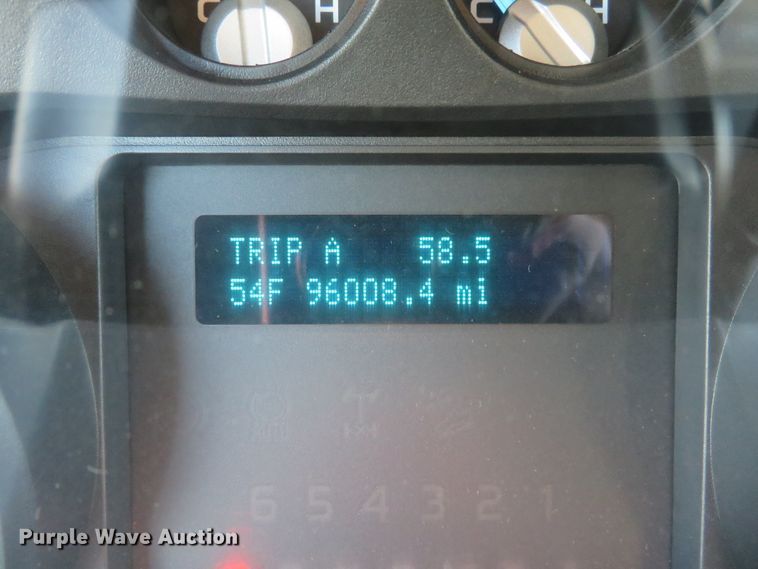 C H C H
TRIP A 58.5
54F 96008.4 mi
6 5 4 3 2 1
Purple Wave Auction